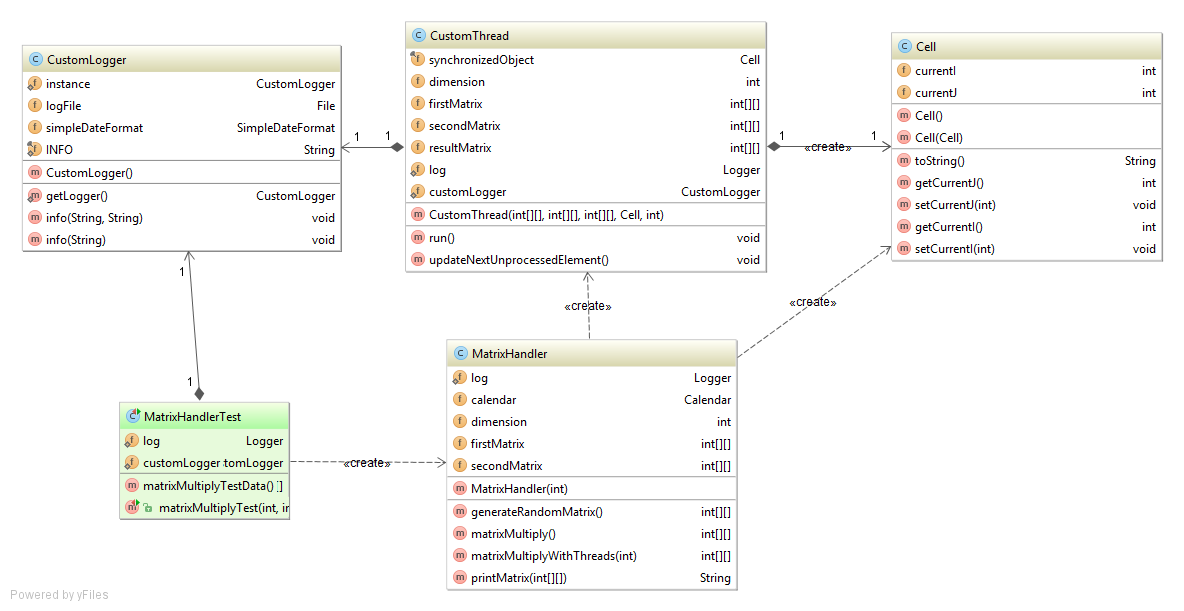 CustomLogger
instance CustomLogger
logFile File
simpleDateFormat SimpleDateFormat
INFO String
CustomLogger()
getLogger() CustomLogger
info(String, String) void
info(String) void
1 1
CustomThread
synchronizedObject Cell
dimension int
firstMatrix int[][]
secondMatrix int[][]
resultMatrix int[][]
log Logger
customLogger CustomLogger
CustomThread(int[][], int[][], int[][], Cell, int)
run() void
updateNextUnprocessedElement() void
1 «create» 1
Cell
currentI int
currentJ int
Cell()
Cell(Cell)
toString() String
getCurrentJ() int
setCurrentJ(int) void
getCurrentI() int
setCurrentI(int) void
1
1
«create»
«create»
MatrixHandlerTest
log Logger
customLogger tomLogger
matrixMultiplyTestData() []
matrixMultiplyTest(int, in
«create»
MatrixHandler
log Logger
calendar Calendar
dimension int
firstMatrix int[][]
secondMatrix int[][]
MatrixHandler(int)
generateRandomMatrix() int[][]
matrixMultiply() int[][]
matrixMultiplyWithThreads(int) int[][]
printMatrix(int[][]) String
Powered by yFiles